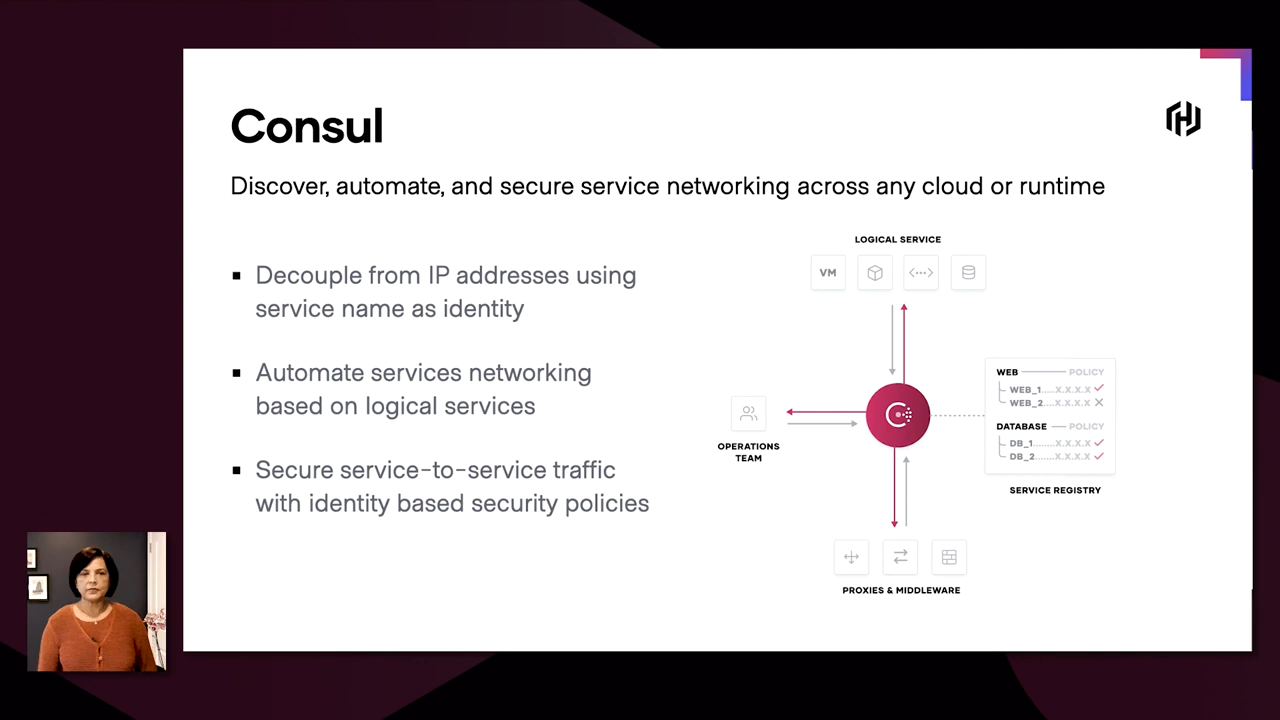 Consul
Discover, automate, and secure service networking across any cloud or runtime
▪ Decouple from IP addresses using
service name as identity
▪ Automate services networking
based on logical services
▪ Secure service-to-service traffic
with identity based security policies
LOGICAL SERVICE
VM
OPERATIONS
TEAM
WEB POLICY
WEB_1....X.X.X.X
WEB_2....X.X.X.X
DATABASE POLICY
DB_1........X.X.X.X
DB_2.......X.X.X.X
SERVICE REGISTRY
PROXIES & MIDDLEWARE